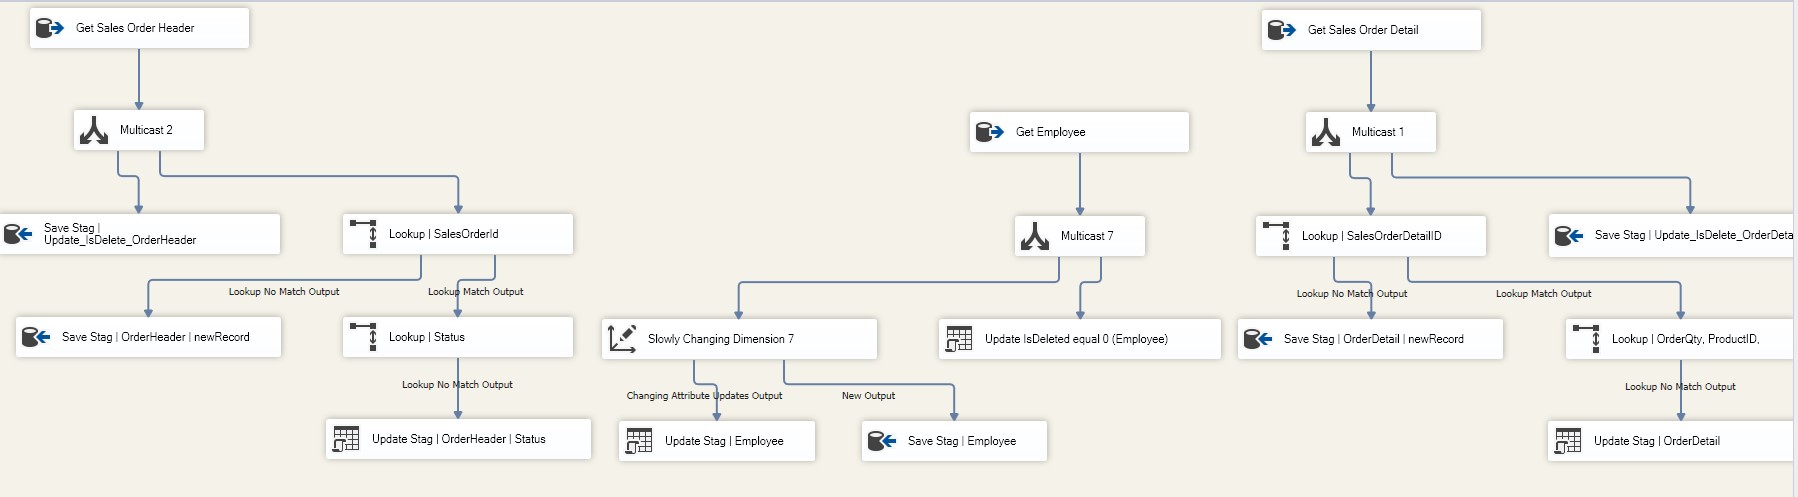 Get Sales Order Header
Get Sales Order Detail
Multicast 2
Get Employee
Multicast 1
Save Stag |
Update_IsDelete_OrderHeader
Lookup | SalesOrderId
Multicast 7
Lookup | SalesOrderDetailID
Save Stag | Update_IsDelete_OrderDeta
Lookup No Match Output
Lookup Match Output
Lookup No Match Output
Lookup Match Output
Save Stag | OrderHeader | newRecord
Lookup | Status
Slowly Changing Dimension 7
Update IsDeleted equal 0 (Employee)
Save Stag | OrderDetail | newRecord
Lookup | OrderQty, ProductID,
Lookup No Match Output
Changing Attribute Updates Output
New Output
Lookup No Match Output
Update Stag | OrderHeader | Status
Update Stag | Employee
Save Stag | Employee
Update Stag | OrderDetail